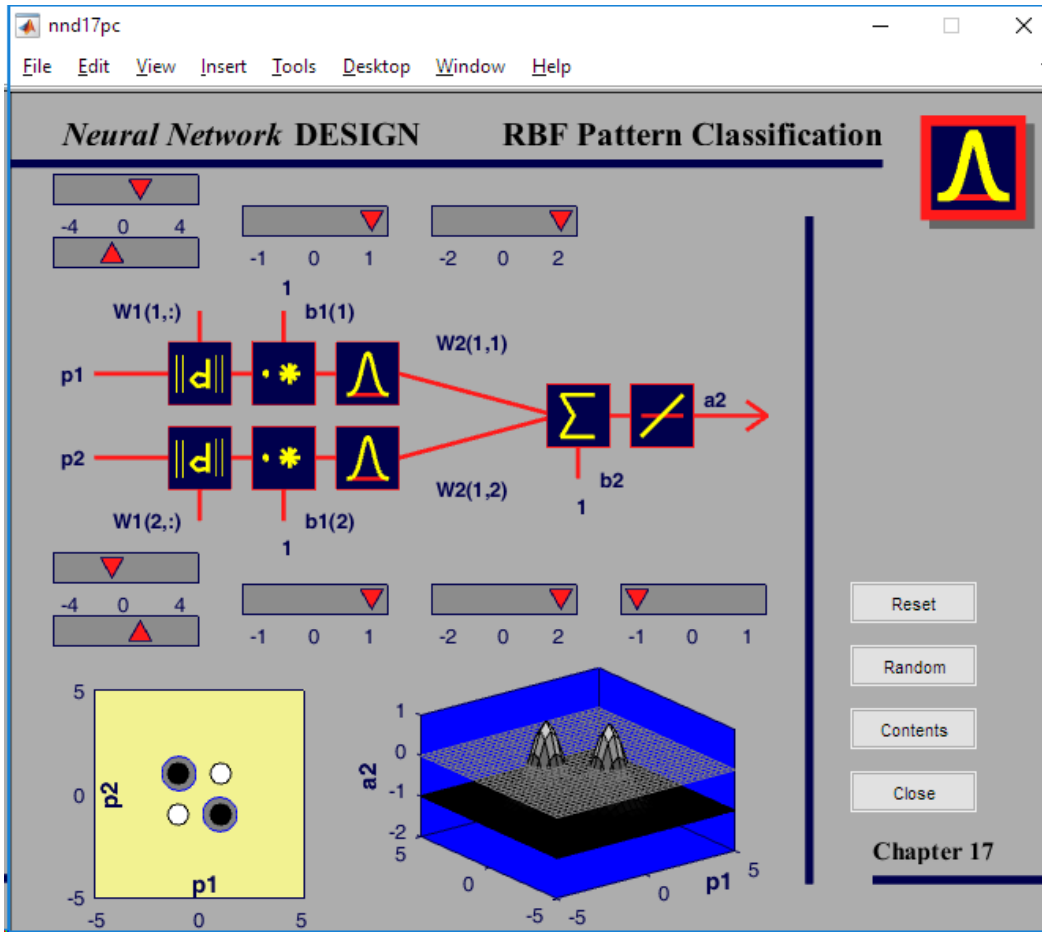 nnd17pc
File Edit View Insert Tools Desktop Window Help
Neural Network DESIGN RBF Pattern Classification
-4 0 4
-1 0 1
-2 0 2
1
W1(1,:)
b1(1)
W2(1,1)
p1
a2
p2
b2
W2(1,2)
1
W1(2,:)
b1(2)
1
-4 0 4
-1 0 1
-2 0 2
-1 0 1
Reset
Random
Contents
Close
Chapter 17
5
0
-5
p2
p1
-5 0 5
1
0
-1
-2
a2
5
0
-5
-5
0
5
p1